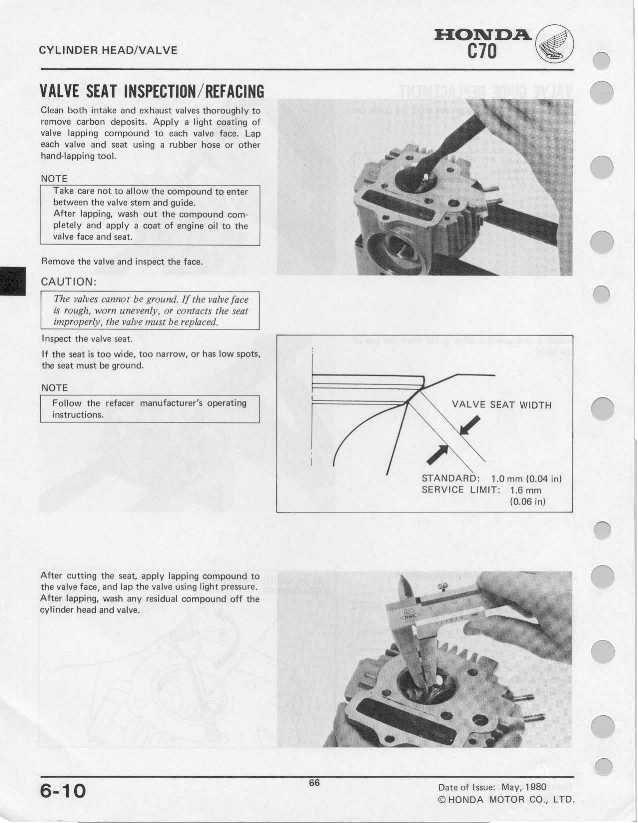 CYLINDER HEAD/VALVE
HONDA
C70
VALVE SEAT INSPECTION/REFACING
Clean both intake and exhaust valves thoroughly to
remove carbon deposits. Apply a light coating of
valve lapping compound to each valve face. Lap
each valve and seat using a rubber hose or other
hand-lapping tool.
NOTE
Take care not to allow the compound to enter
between the valve stem and guide.
After lapping, wash out the compound com-
pletely and apply a coat of engine oil to the
valve face and seat.
Remove the valve and inspect the face.
CAUTION:
The valves cannot be ground. If the valve face
is rough, worn unevenly, or contacts the seat
improperly, the valve must be replaced.
Inspect the valve seat.
If the seat is too wide, too narrow, or has low spots,
the seat must be ground.
NOTE
Follow the refacer manufacturer's operating
instructions.
VALVE SEAT WIDTH
STANDARD: 1.0 mm (0.04 in)
SERVICE LIMIT: 1.6 mm
(0.06 in)
After cutting the seat, apply lapping compound to
the valve face, and lap the valve using light pressure.
After lapping, wash any residual compound off the
cylinder head and valve.
6-10
66
Date of Issue: May, 1980
© HONDA MOTOR CO., LTD.